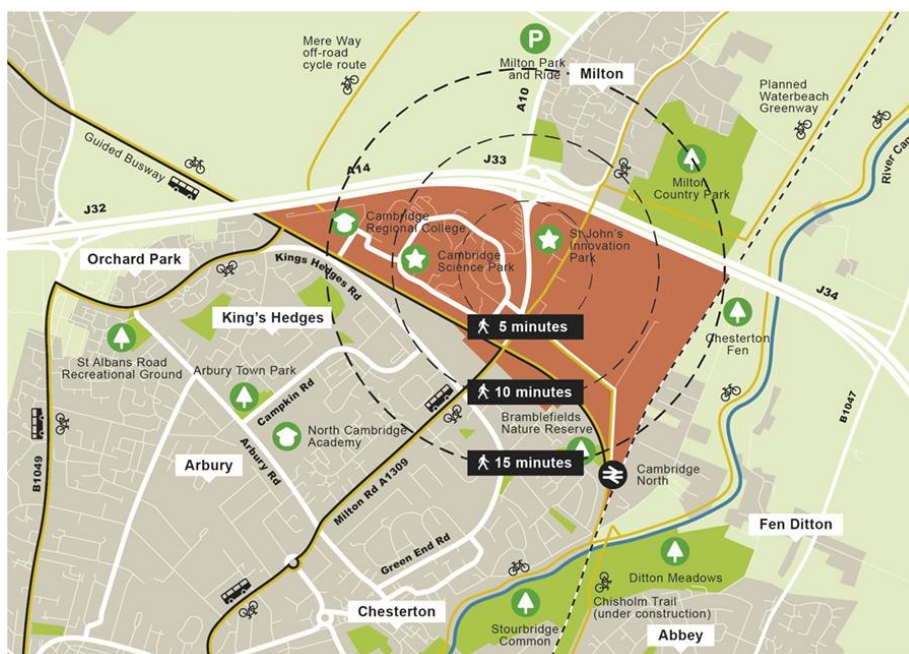 Mere Way
off-road
cycle route
P
Milton Park
and Ride
Milton
A10
Planned
Waterbeach
Greenway
River Cam
Guided Busway
A14
J33
Milton
Country Park
J32
Cambridge
Regional College
St John's
Innovation
Park
Orchard Park
Kings Hedges Rd
Cambridge
Science Park
J34
King's Hedges
5 minutes
Chesterton
Fen
St Albans Road
Recreational Ground
Arbury Town Park
Campkin Rd
10 minutes
B1047
Bramblefields
Nature Reserve
North Cambridge
Academy
B1049
Arbury
Arbury Rd
Milton Rd A1309
15 minutes
Cambridge
North
Fen Ditton
Green End Rd
Ditton Meadows
Chesterton
Chisholm Trail
(under construction)
Stourbridge
Common
Abbey